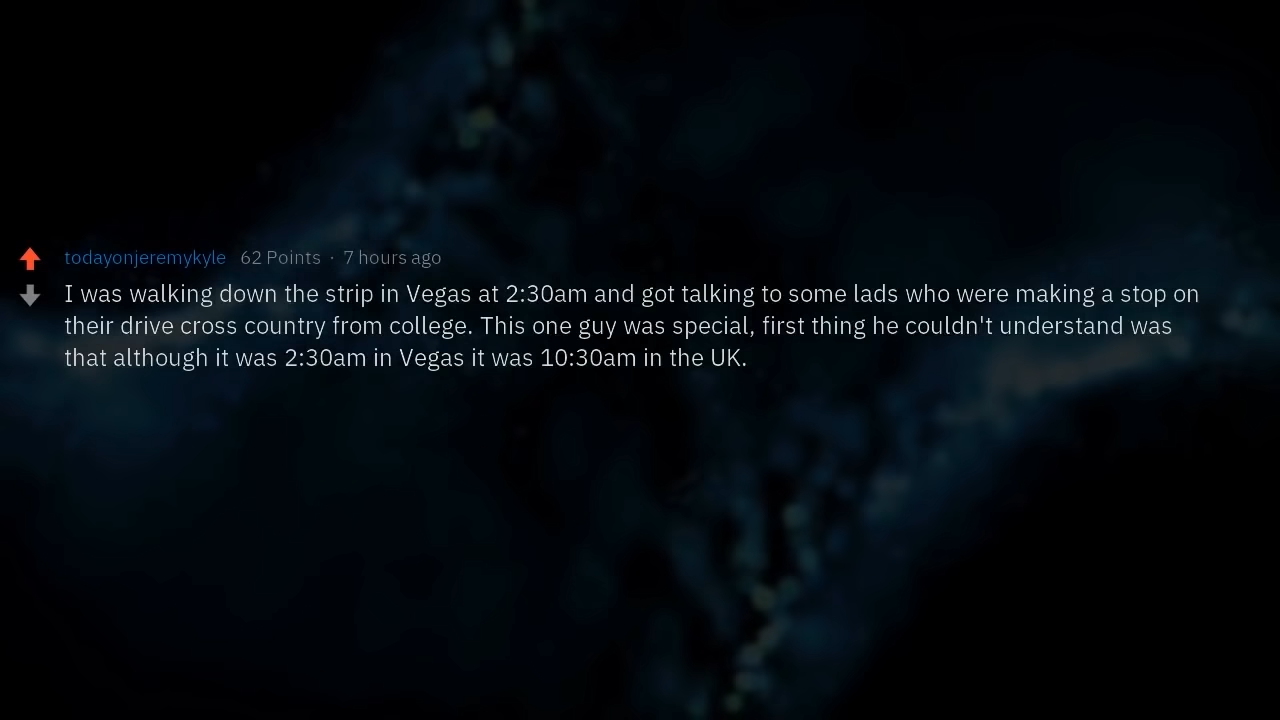 todayonjeremykyle 62 Points · 7 hours ago
I was walking down the strip in Vegas at 2:30am and got talking to some lads who were making a stop on
their drive cross country from college. This one guy was special, first thing he couldn't understand was
that although it was 2:30am in Vegas it was 10:30am in the UK.